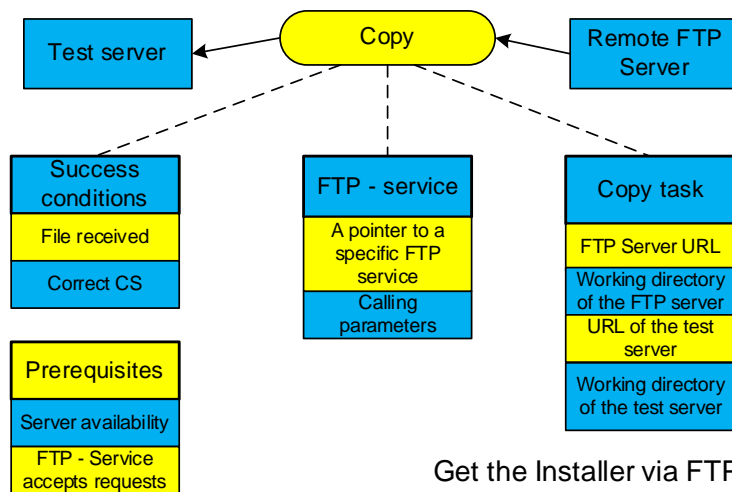 Test server
Copy
Remote FTP
Server
Success
conditions
File received
Correct CS
FTP - service
A pointer to a
specific FTP
service
Calling
parameters
Copy task
FTP Server URL
Working directory
of the FTP server
URL of the test
server
Working directory
of the test server
Prerequisites
Server availability
FTP - Service
accepts requests
Get the Installer via FTP